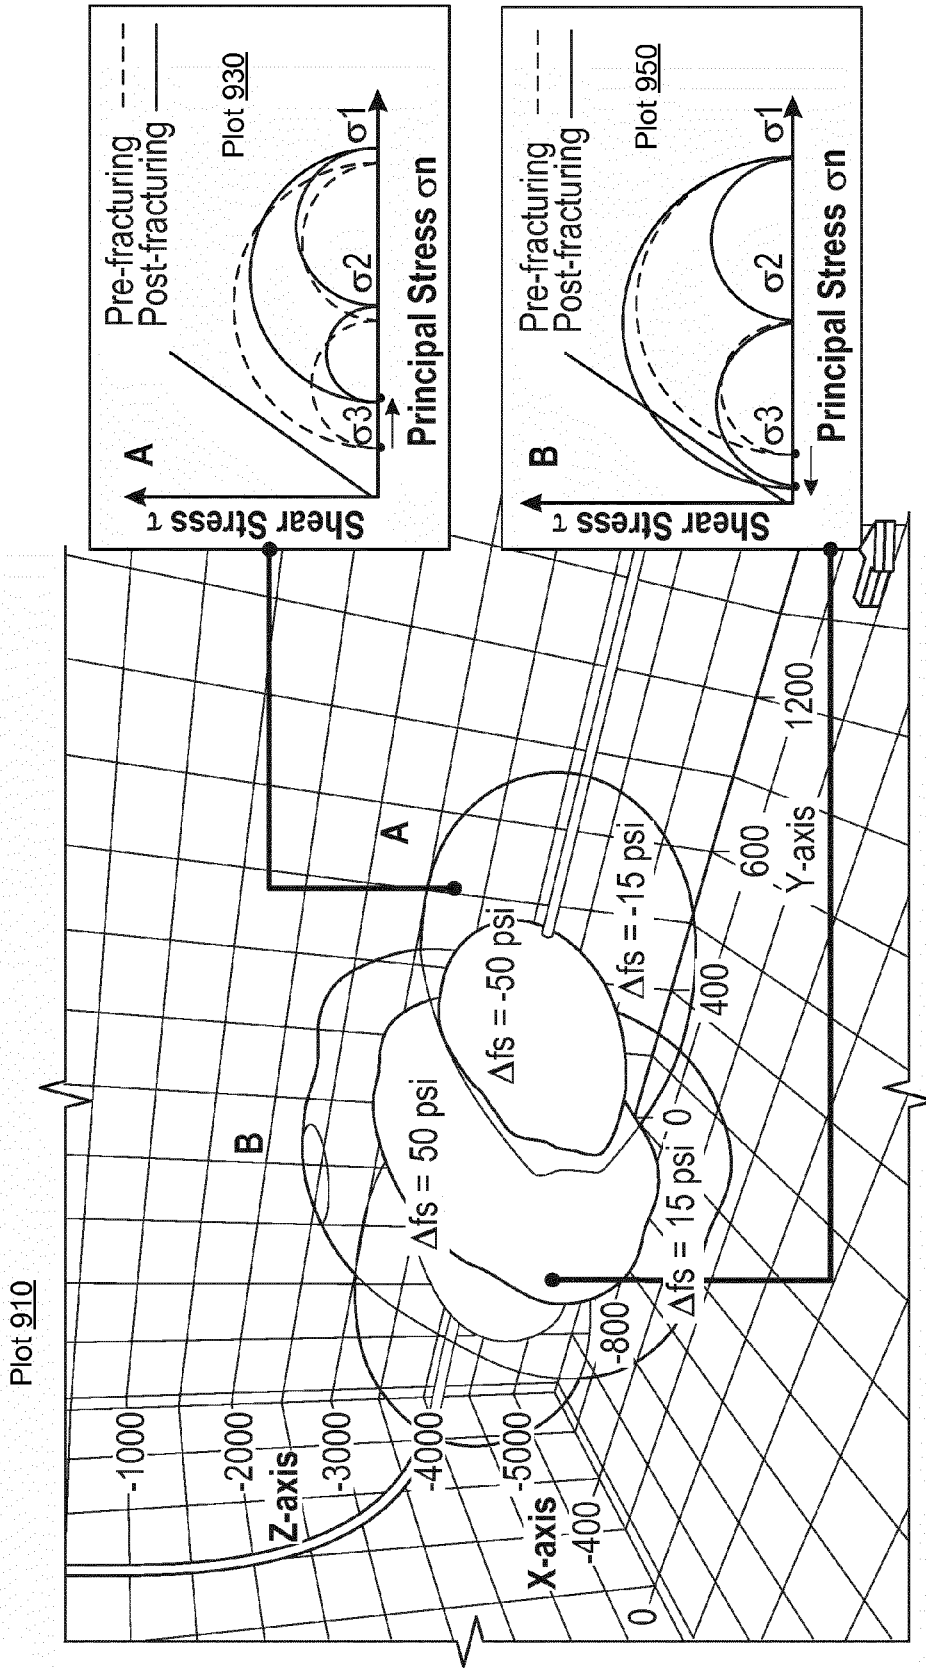 Plot 910
-1000
-2000
-3000
-4000
-5000
Z-axis
X-axis
-400
0
-800
B
Δfs = 50 psi
Δfs = 15 psi
0
A
Δfs = -50 psi
Δfs = -15 psi
400
600
Y-axis
1200
A
Pre-fracturing
Post-fracturing
Plot 930
Shear Stress τ
σ3
σ2
σ1
Principal Stress σn
B
Pre-fracturing
Post-fracturing
Plot 950
Shear Stress τ
σ3
σ2
σ1
Principal Stress σn